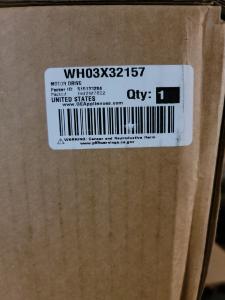 WH03X32157
MOTOR DRIVE
UNITED STATES
www.GEAppliances.com
Qty: 1
WARNING: Cancer and Reproductive Harm
www.p65warnings.ca.gov